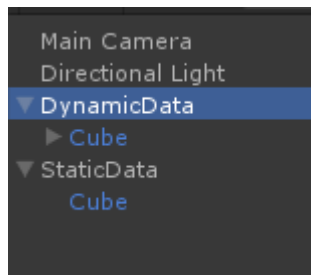 Main Camera
Directional Light
DynamicData
Cube
StaticData
Cube